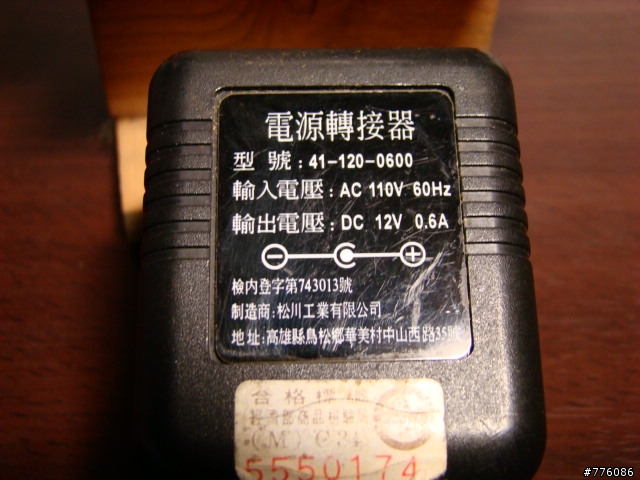 電源轉接器
型 號：41-120-0600
輸入電壓：AC 110V 60Hz
輸出電壓：DC 12V 0.6A
檢內登字第743013號
制造商:松川工業有限公司
地址:高雄縣鳥松鄉華美村中山西路35號
合格標
5550174
#776086